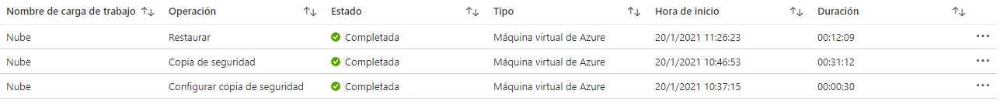 Nombre de carga de trabajo Operación Estado Tipo Hora de inicio Duración
Nube Restaurar Completada Máquina virtual de Azure 20/1/2021 11:26:23 00:12:09
Nube Copia de seguridad Completada Máquina virtual de Azure 20/1/2021 10:46:53 00:31:12
Nube Configurar copia de seguridad Completada Máquina virtual de Azure 20/1/2021 10:37:15 00:00:30